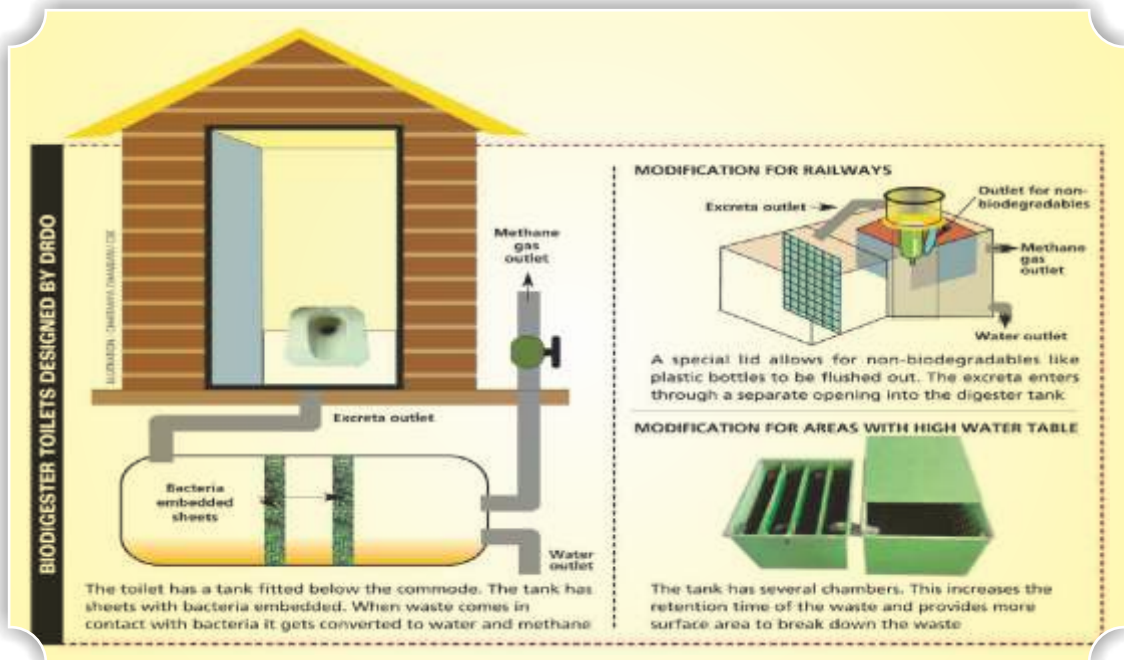 BIODIGESTER TOILETS DESIGNED BY DRDO
Methane
gas
outlet
Excreta outlet
Bacteria
embedded
sheets
Water
outlet
The toilet has a tank fitted below the commode. The tank has
sheets with bacteria embedded. When waste comes in
contact with bacteria it gets converted to water and methane
MODIFICATION FOR RAILWAYS
Excreta outlet
Outlet for non-
biodegradables
Methane
gas
outlet
Water outlet
A special lid allows for non-biodegradables like
plastic bottles to be flushed out. The excreta enters
through a separate opening into the digester tank
MODIFICATION FOR AREAS WITH HIGH WATER TABLE
The tank has several chambers. This increases the
retention time of the waste and provides more
surface area to break down the waste